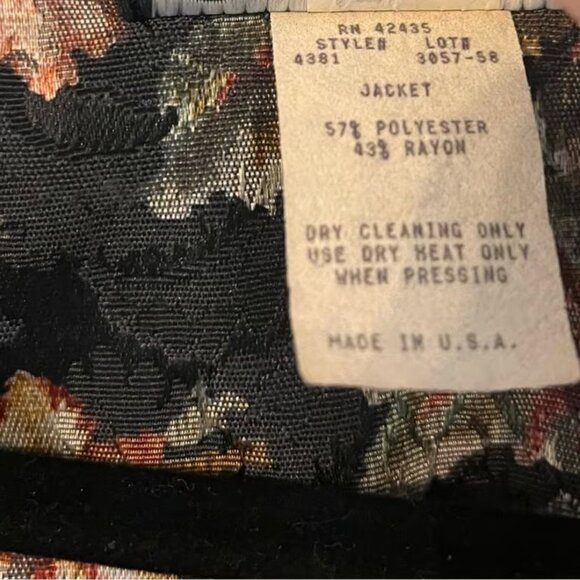 RN 42435
STYLE# LOT#
4381 3057-58
JACKET
57% POLYESTER
43% RAYON
DRY CLEANING ONLY
USE DRY HEAT ONLY
WHEN PRESSING
MADE IN U.S.A.